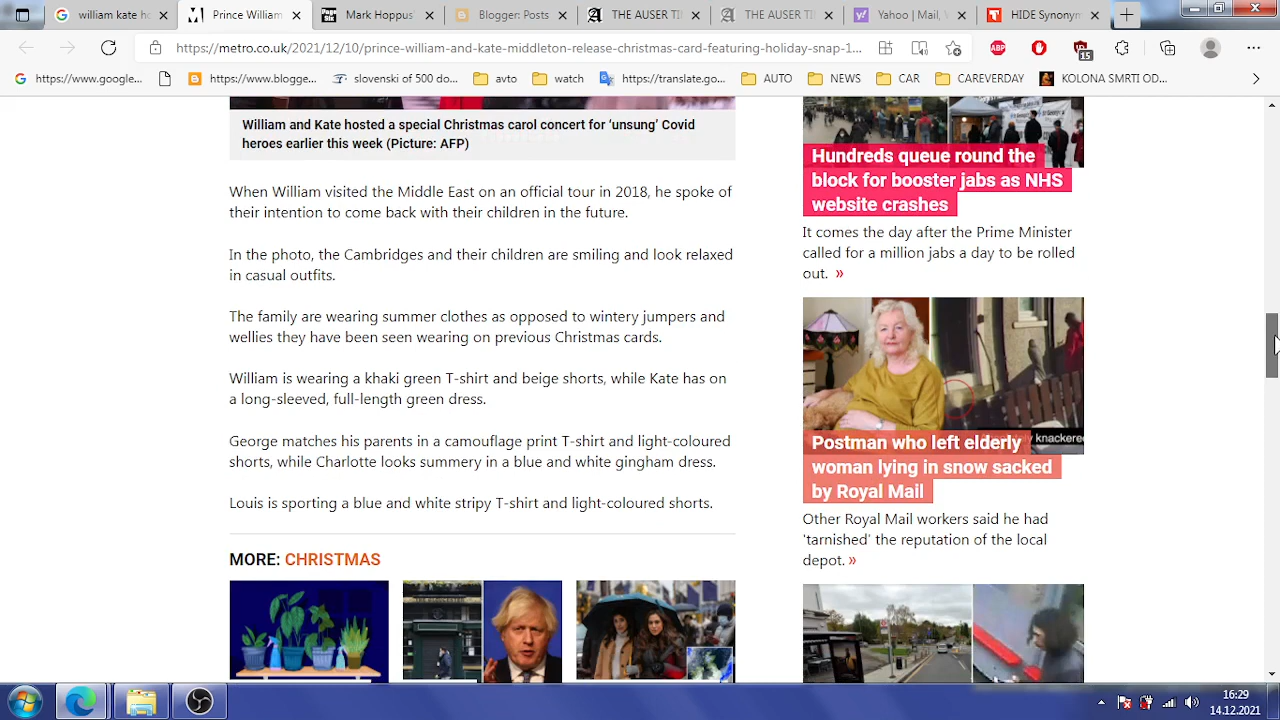 william kate ho
Prince William
Mark Hoppus
Blogger: Posts
THE AUSER TI
THE AUSER TI
Yahoo | Mail, W
HIDE Synonym
https://metro.co.uk/2021/12/10/prince-william-and-kate-middleton-release-christmas-card-featuring-holiday-snap-1...
ABP
15
https://www.google...
https://www.blogge...
slovenski of 500 do...
avto
watch
https://translate.go...
AUTO
NEWS
CAR
CAREVERDAY
KOLONA SMRTI OD...
William and Kate hosted a special Christmas carol concert for ‘unsung’ Covid
heroes earlier this week (Picture: AFP)
When William visited the Middle East on an official tour in 2018, he spoke of
their intention to come back with their children in the future.
In the photo, the Cambridges and their children are smiling and look relaxed
in casual outfits.
The family are wearing summer clothes as opposed to wintery jumpers and
wellies they have been seen wearing on previous Christmas cards.
William is wearing a khaki green T-shirt and beige shorts, while Kate has on
a long-sleeved, full-length green dress.
George matches his parents in a camouflage print T-shirt and light-coloured
shorts, while Charlotte looks summery in a blue and white gingham dress.
Louis is sporting a blue and white stripy T-shirt and light-coloured shorts.
MORE: CHRISTMAS
Hundreds queue round the
block for booster jabs as NHS
website crashes
It comes the day after the Prime Minister
called for a million jabs a day to be rolled
out. »
knackered
Postman who left elderly
woman lying in snow sacked
by Royal Mail
Other Royal Mail workers said he had
‘tarnished’ the reputation of the local
depot. »
16:29
14.12.2021